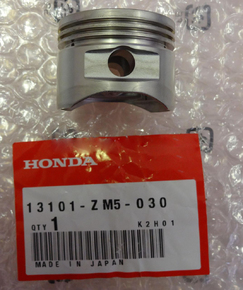 HONDA
13101-ZM5-030
QTY 1 K2H01
MADE IN JAPAN